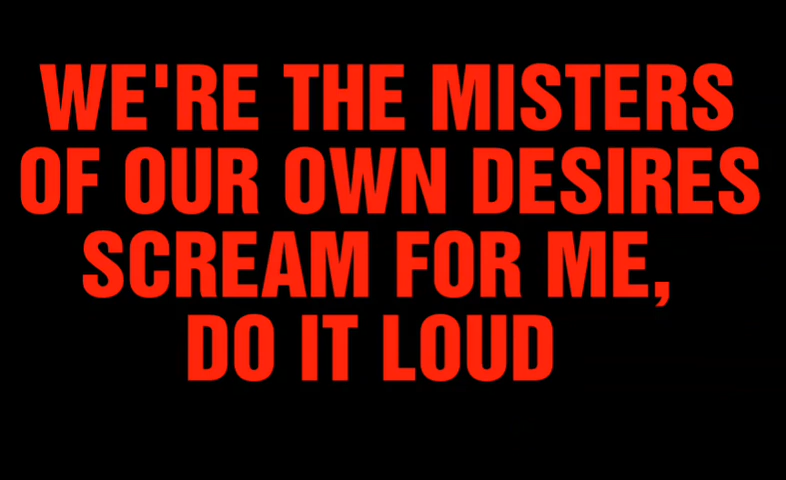 WE'RE THE MISTERS
OF OUR OWN DESIRES
SCREAM FOR ME,
DO IT LOUD